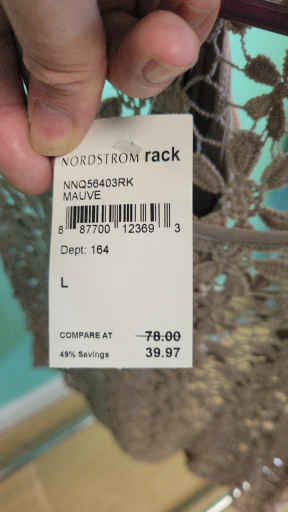 NORDSTROM rack
NNQ56403RK
MAUVE
8 87700 12369 3
Dept: 164
L
COMPARE AT 78.00
49% Savings 39.97